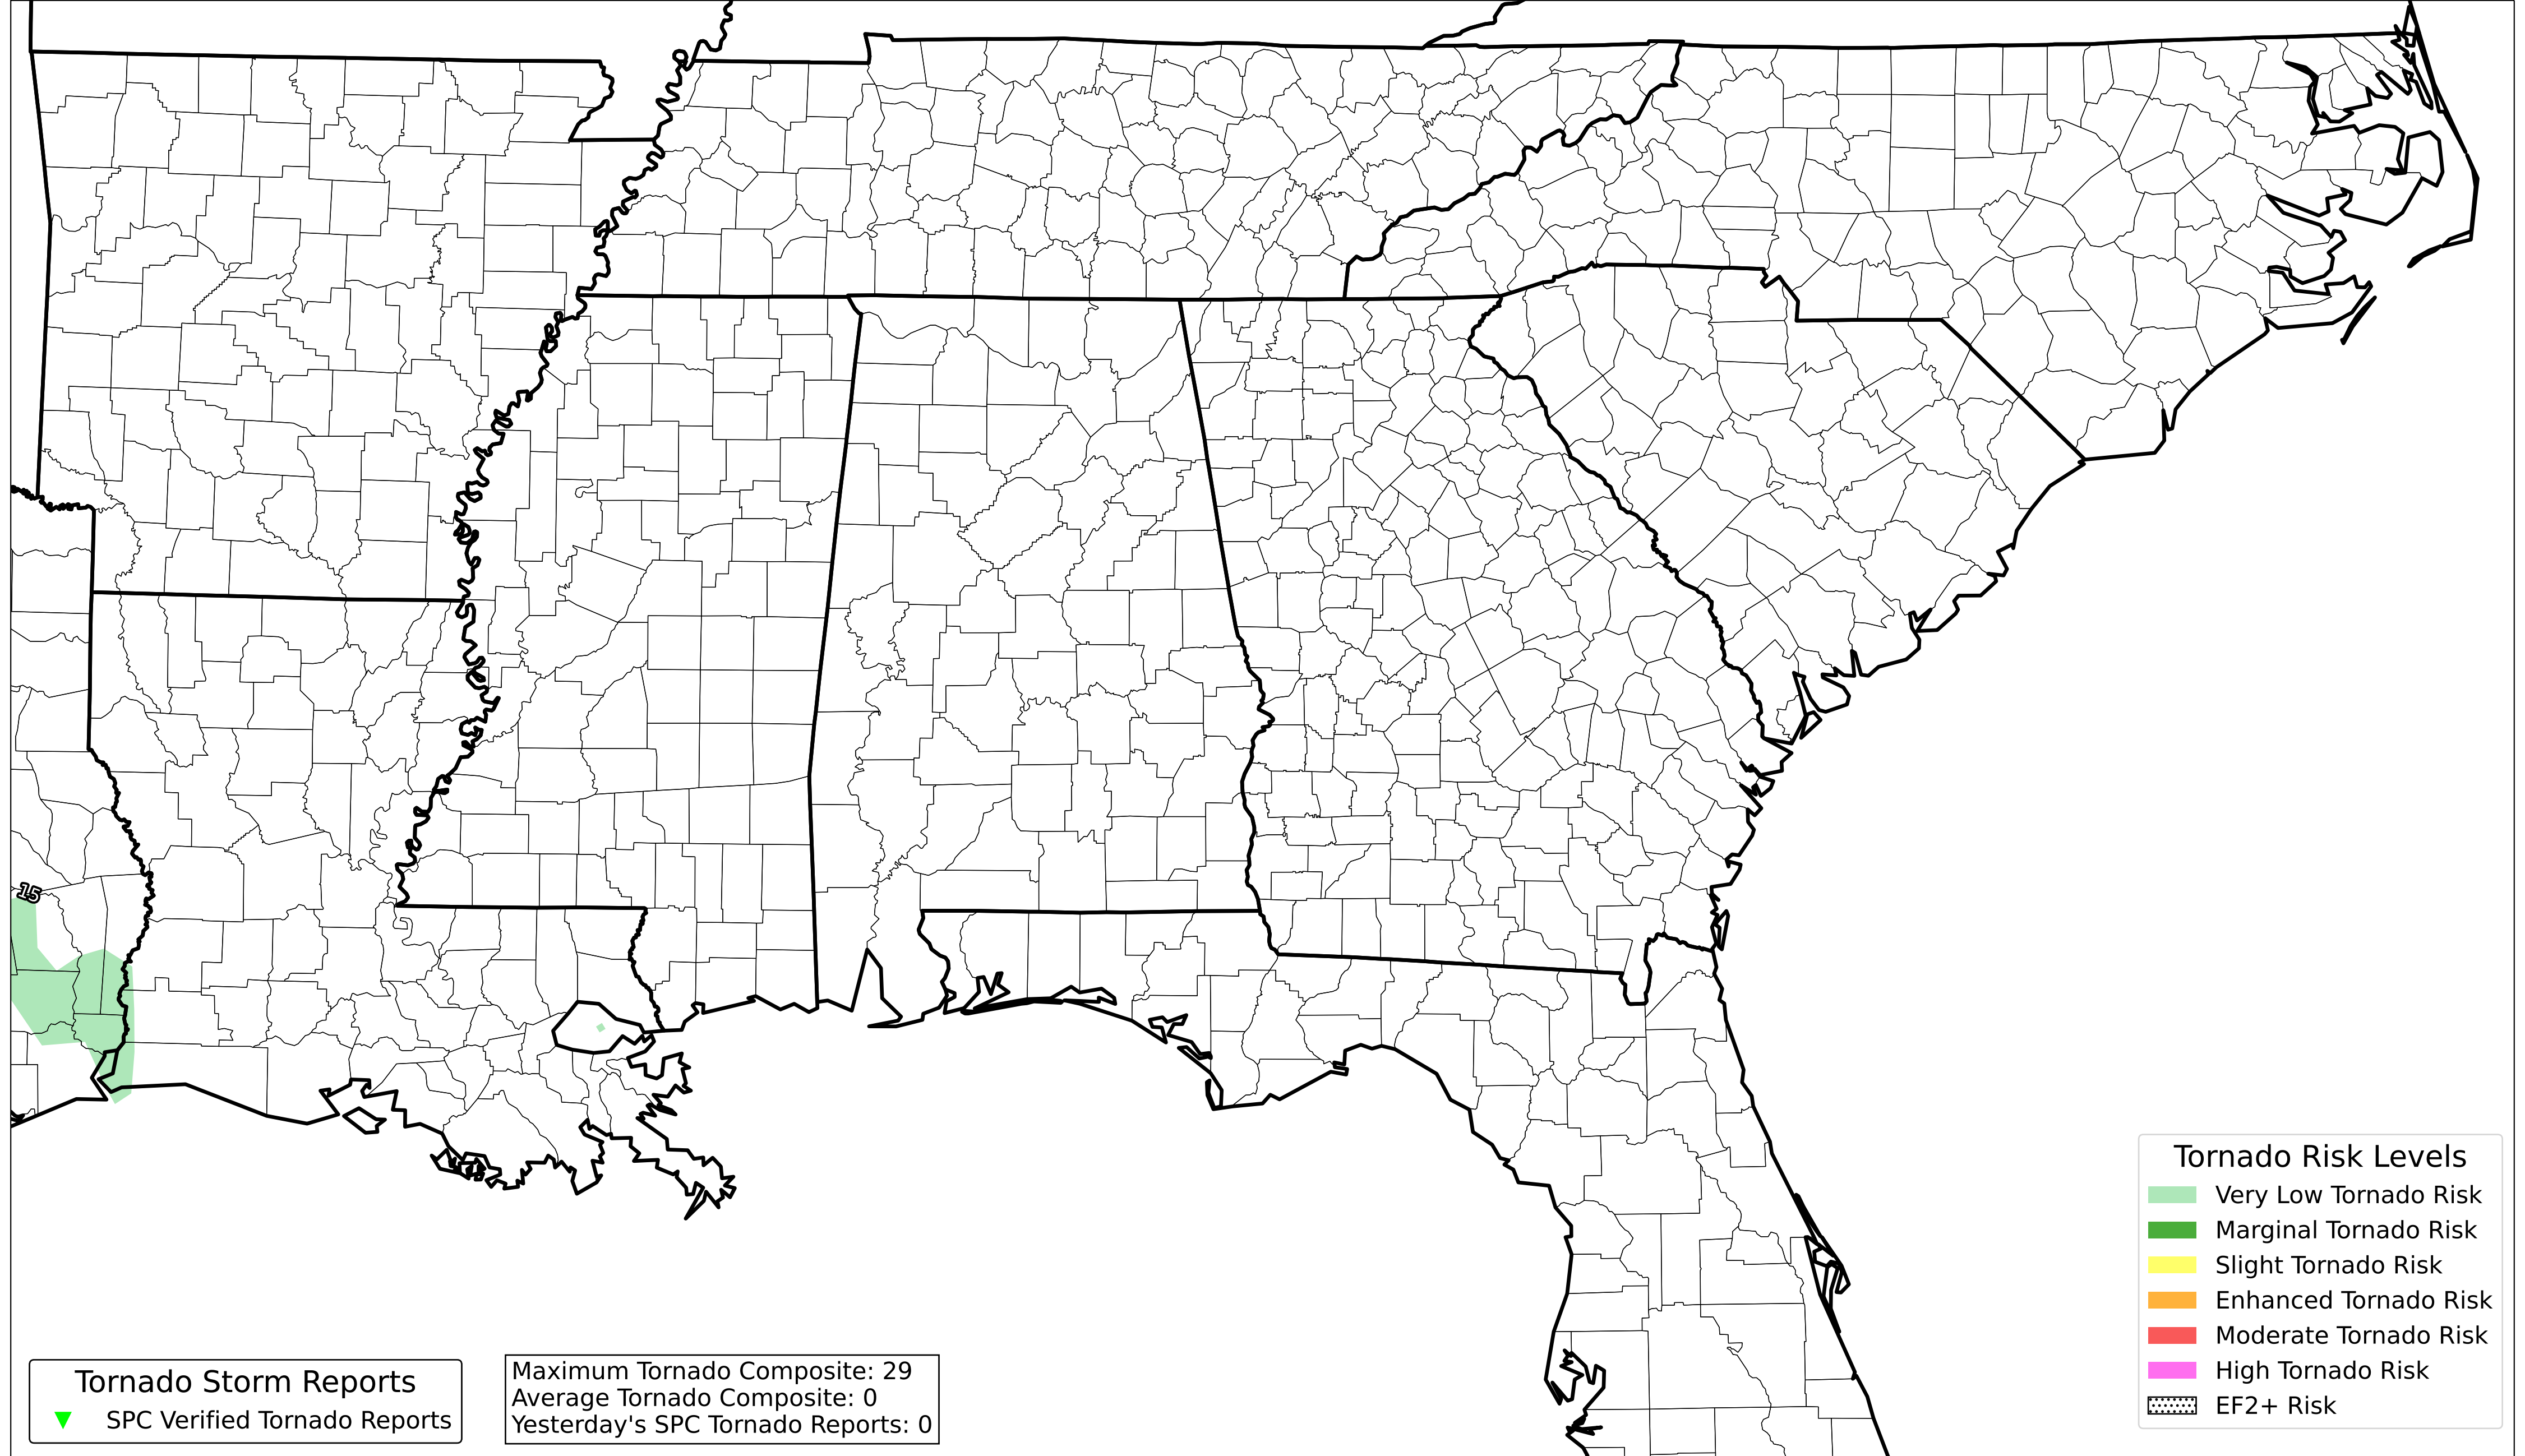 15
Tornado Risk Levels
Very Low Tornado Risk
Marginal Tornado Risk
Slight Tornado Risk
Enhanced Tornado Risk
Moderate Tornado Risk
High Tornado Risk
EF2+ Risk
Tornado Storm Reports
SPC Verified Tornado Reports
Maximum Tornado Composite: 29
Average Tornado Composite: 0
Yesterday's SPC Tornado Reports: 0